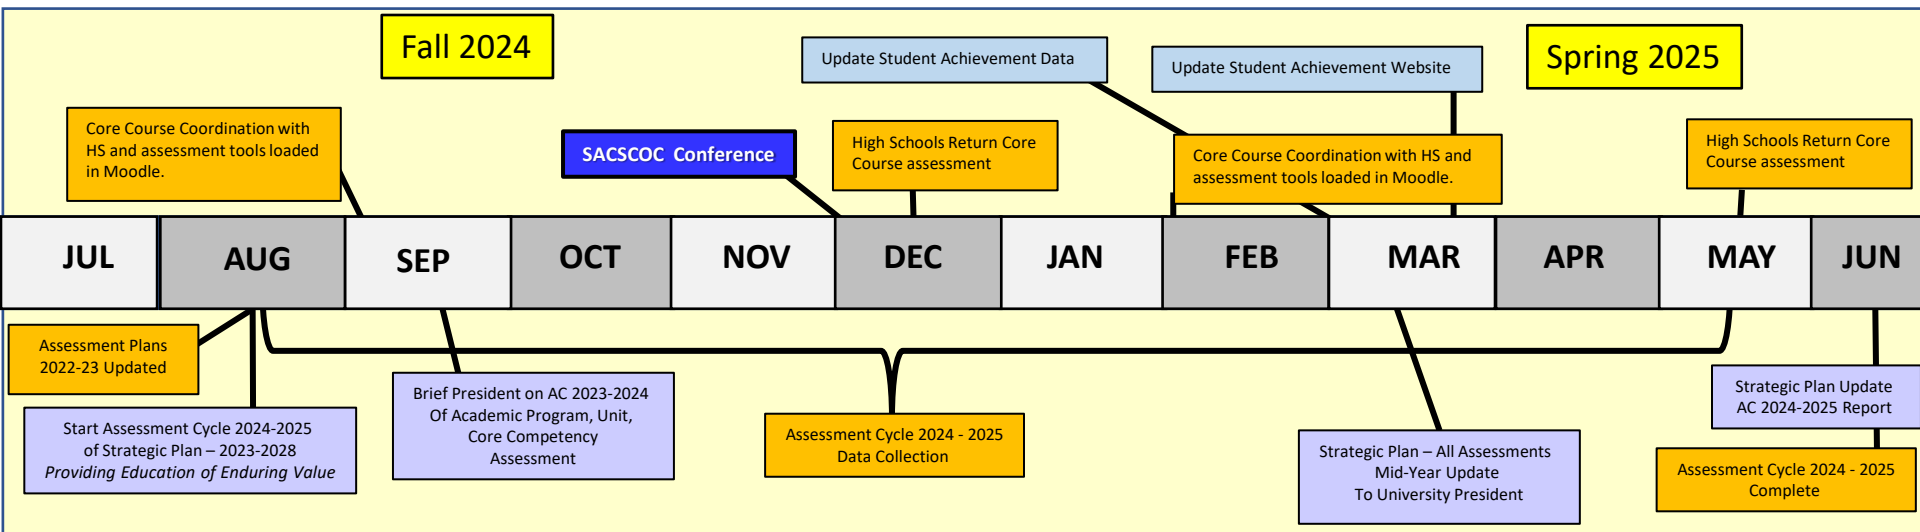 Fall 2024
Spring 2025
Update Student Achievement Data
Update Student Achievement Website
Core Course Coordination with
HS and assessment tools loaded
in Moodle.
SACSCOC Conference
High Schools Return Core
Course assessment
Core Course Coordination with HS and
assessment tools loaded in Moodle.
High Schools Return Core
Course assessment
JUL
AUG
SEP
OCT
NOV
DEC
JAN
FEB
MAR
APR
MAY
JUN
Assessment Plans
2022-23 Updated
Start Assessment Cycle 2024-2025
of Strategic Plan – 2023-2028
Providing Education of Enduring Value
Brief President on AC 2023-2024
Of Academic Program, Unit,
Core Competency
Assessment
Assessment Cycle 2024 - 2025
Data Collection
Strategic Plan – All Assessments
Mid-Year Update
To University President
Strategic Plan Update
AC 2024-2025 Report
Assessment Cycle 2024 - 2025
Complete